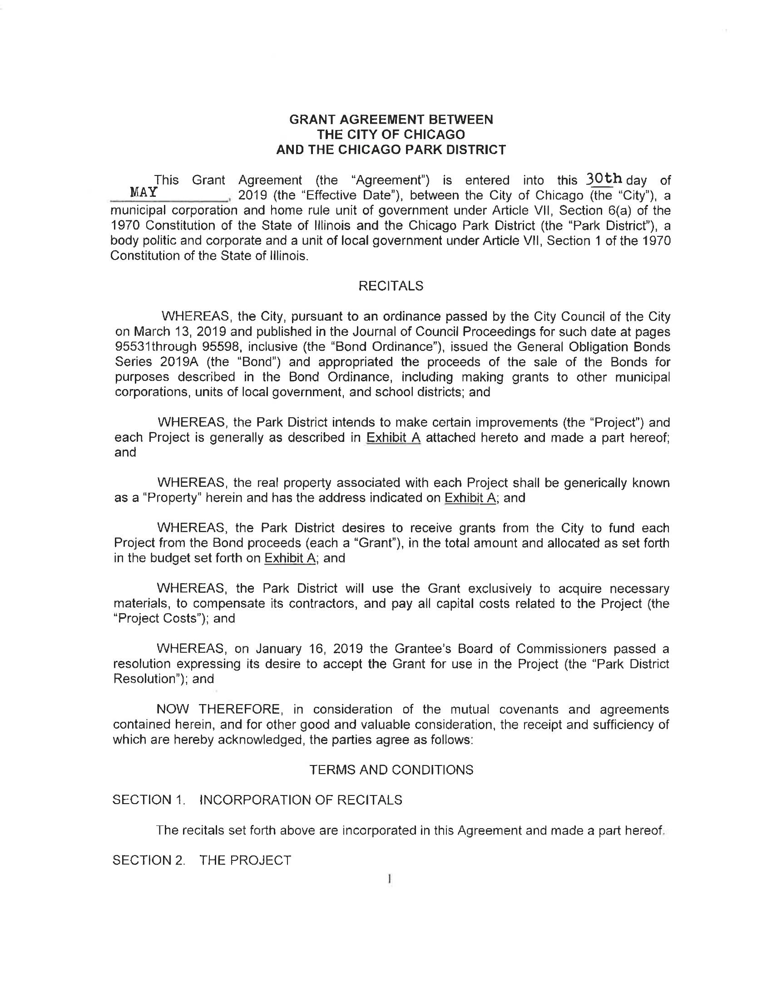 GRANT AGREEMENT BETWEEN
THE CITY OF CHICAGO
AND THE CHICAGO PARK DISTRICT
This Grant Agreement (the "Agreement") is entered into this 30th day of
MAY, 2019 (the "Effective Date"), between the City of Chicago (the "City"), a
municipal corporation and home rule unit of government under Article VII, Section 6(a) of the
1970 Constitution of the State of Illinois and the Chicago Park District (the "Park District"), a
body politic and corporate and a unit of local government under Article VII, Section 1 of the 1970
Constitution of the State of Illinois.
RECITALS
WHEREAS, the City, pursuant to an ordinance passed by the City Council of the City
on March 13, 2019 and published in the Journal of Council Proceedings for such date at pages
95531through 95598, inclusive (the "Bond Ordinance"), issued the General Obligation Bonds
Series 2019A (the "Bond") and appropriated the proceeds of the sale of the Bonds for
purposes described in the Bond Ordinance, including making grants to other municipal
corporations, units of local government, and school districts; and
WHEREAS, the Park District intends to make certain improvements (the "Project") and
each Project is generally as described in Exhibit A attached hereto and made a part hereof;
and
WHEREAS, the real property associated with each Project shall be generically known
as a "Property" herein and has the address indicated on Exhibit A; and
WHEREAS, the Park District desires to receive grants from the City to fund each
Project from the Bond proceeds (each a "Grant"), in the total amount and allocated as set forth
in the budget set forth on Exhibit A; and
WHEREAS, the Park District will use the Grant exclusively to acquire necessary
materials, to compensate its contractors, and pay all capital costs related to the Project (the
"Project Costs"); and
WHEREAS, on January 16, 2019 the Grantee's Board of Commissioners passed a
resolution expressing its desire to accept the Grant for use in the Project (the "Park District
Resolution"); and
NOW THEREFORE, in consideration of the mutual covenants and agreements
contained herein, and for other good and valuable consideration, the receipt and sufficiency of
which are hereby acknowledged, the parties agree as follows:
TERMS AND CONDITIONS
SECTION 1. INCORPORATION OF RECITALS
The recitals set forth above are incorporated in this Agreement and made a part hereof.
SECTION 2. THE PROJECT
1